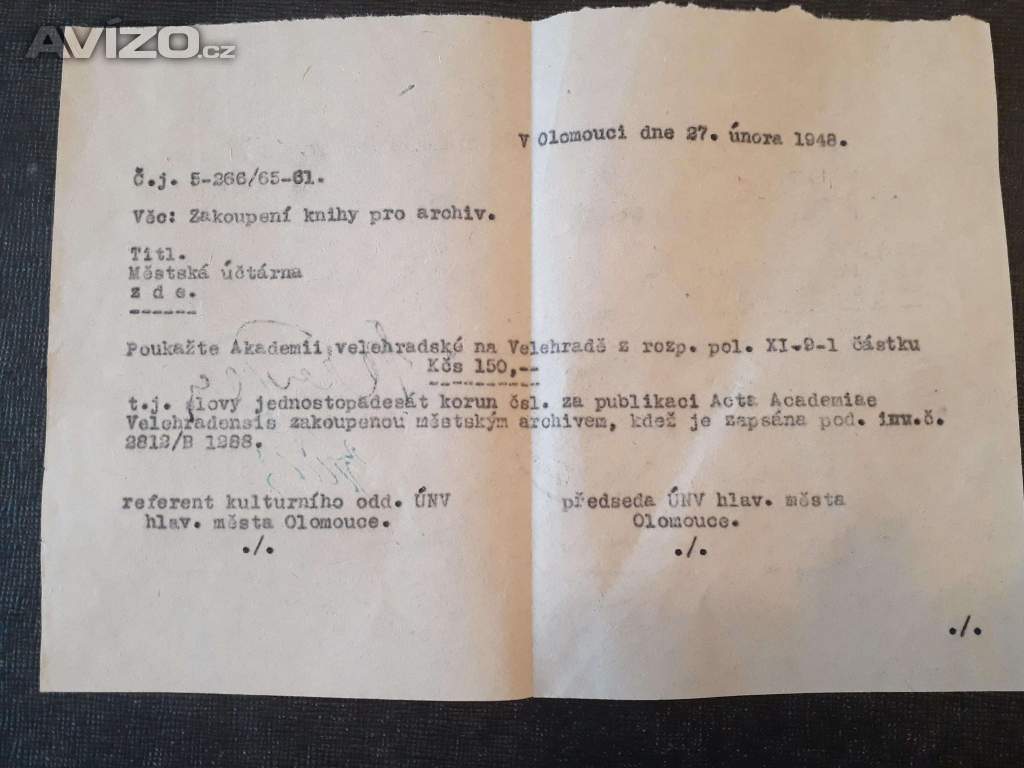 AVIZO.cz
V Olomouci dne 27. února 1948.
Č.j. 5-266/65-61.
Věc: Zakoupení knihy pro archiv.
Titl.
Městská účtárna
z d e.
------
Poukažte Akademii velehradské na Velehradě z rozp. pol. XI-9-1 částku
Kčs 150,--
----------
t.j. slovy jednostopadesát korun čsl. za publikaci Acta Academiae
Velehradensis zakoupenou městským archivem, kdež je zapsána pod. inv.č.
2812/B 1288.
referent kulturního odd. ÚNV
hlav. města Olomouce.
./.
předseda ÚNV hlav. města
Olomouce.
./.
./.